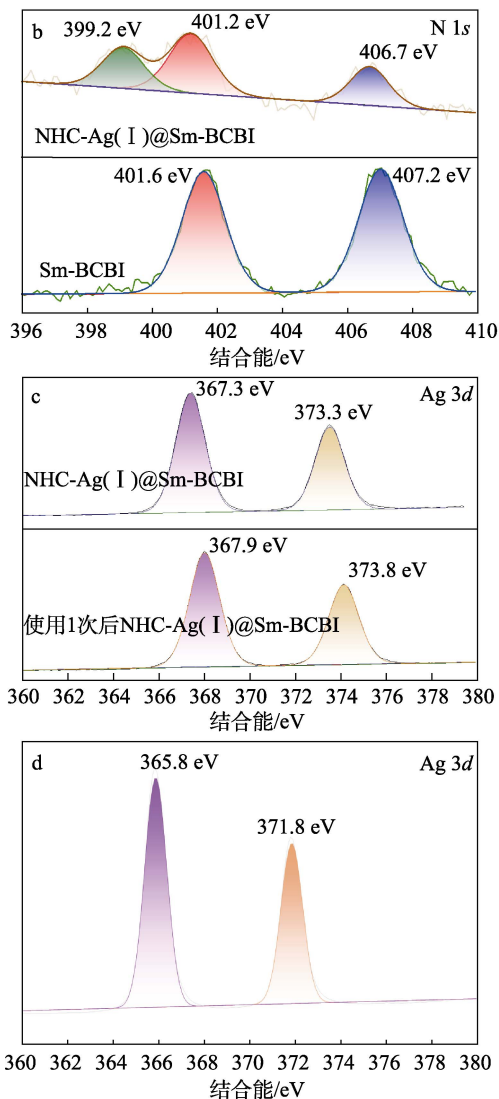 b
N 1s
399.2 eV
401.2 eV
406.7 eV
NHC-Ag(Ⅰ)@Sm-BCBI
401.6 eV
407.2 eV
Sm-BCBI
396 398 400 402 404 406 408 410
结合能/eV
c
Ag 3d
367.3 eV
373.3 eV
NHC-Ag(Ⅰ)@Sm-BCBI
367.9 eV
373.8 eV
使用1次后NHC-Ag(Ⅰ)@Sm-BCBI
360 362 364 366 368 370 372 374 376 378 380
结合能/eV
d
Ag 3d
365.8 eV
371.8 eV
360 362 364 366 368 370 372 374 376 378 380
结合能/eV